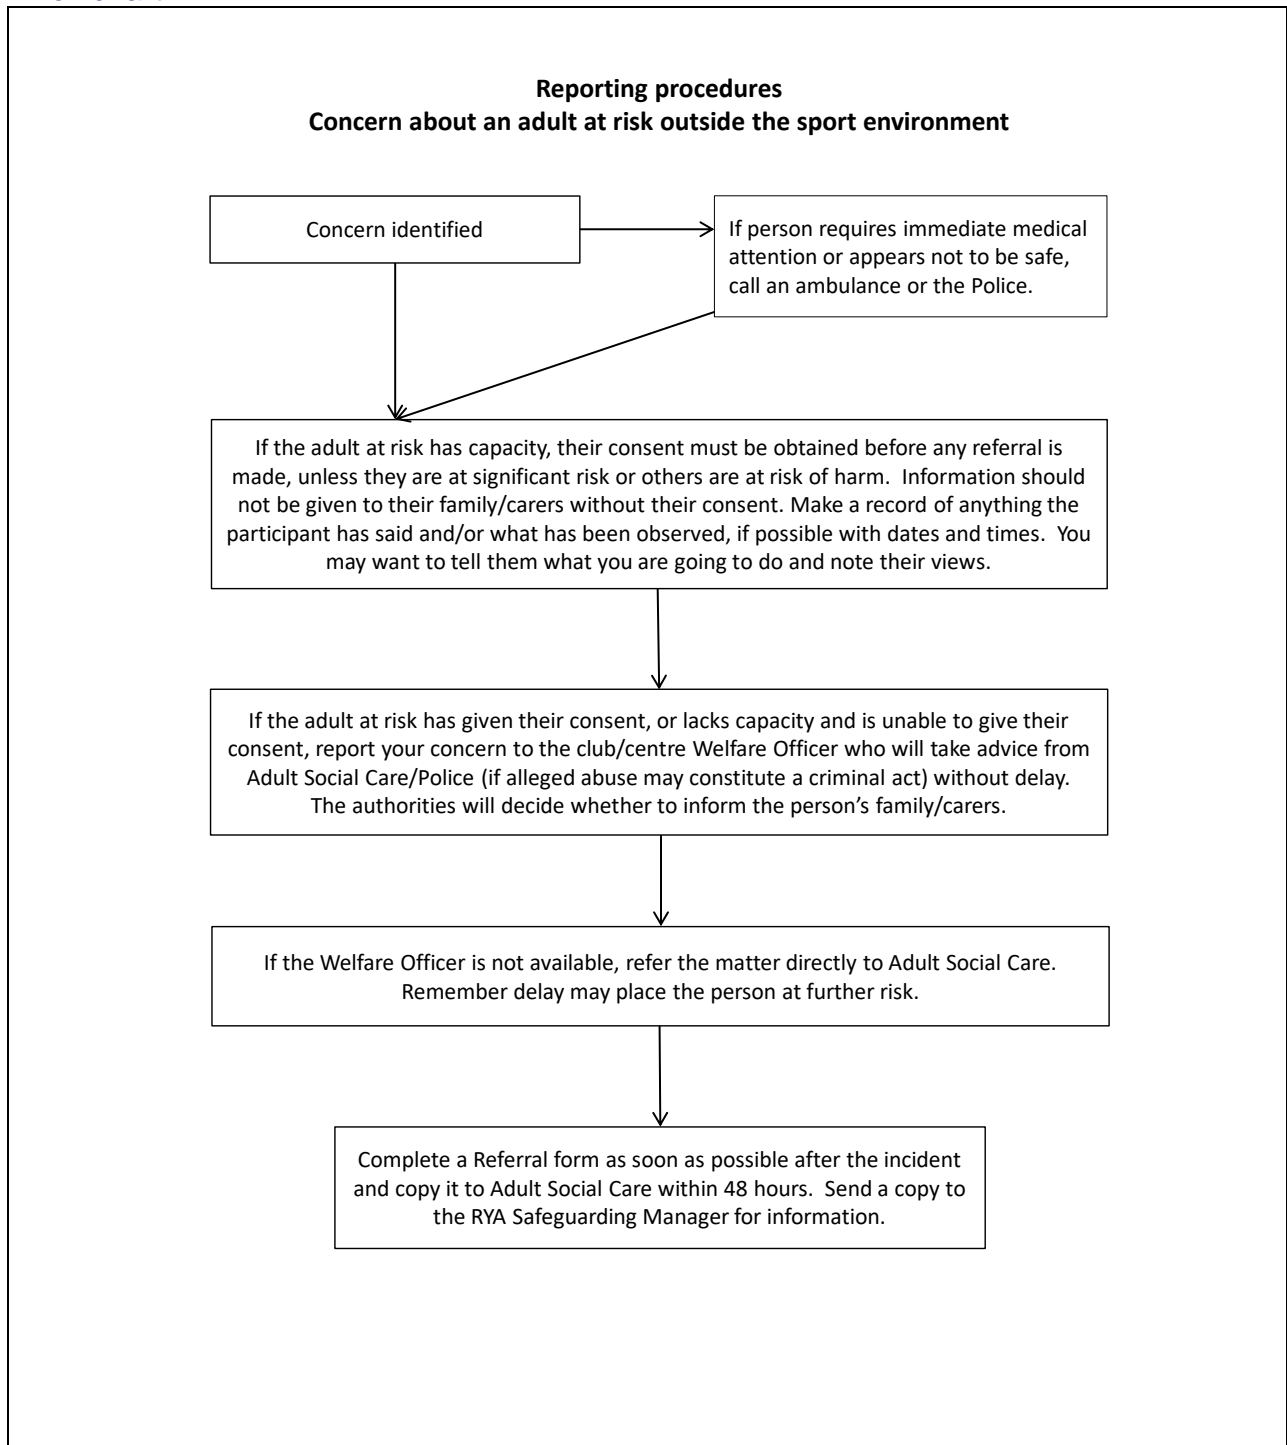 Reporting procedures
Concern about an adult at risk outside the sport environment
Concern identified
If person requires immediate medical
attention or appears not to be safe,
call an ambulance or the Police.
If the adult at risk has capacity, their consent must be obtained before any referral is
made, unless they are at significant risk or others are at risk of harm.  Information should
not be given to their family/carers without their consent. Make a record of anything the
participant has said and/or what has been observed, if possible with dates and times.  You
may want to tell them what you are going to do and note their views.
If the adult at risk has given their consent, or lacks capacity and is unable to give their
consent, report your concern to the club/centre Welfare Officer who will take advice from
Adult Social Care/Police (if alleged abuse may constitute a criminal act) without delay.
The authorities will decide whether to inform the person’s family/carers.
If the Welfare Officer is not available, refer the matter directly to Adult Social Care.
Remember delay may place the person at further risk.
Complete a Referral form as soon as possible after the incident
and copy it to Adult Social Care within 48 hours.  Send a copy to
the RYA Safeguarding Manager for information.